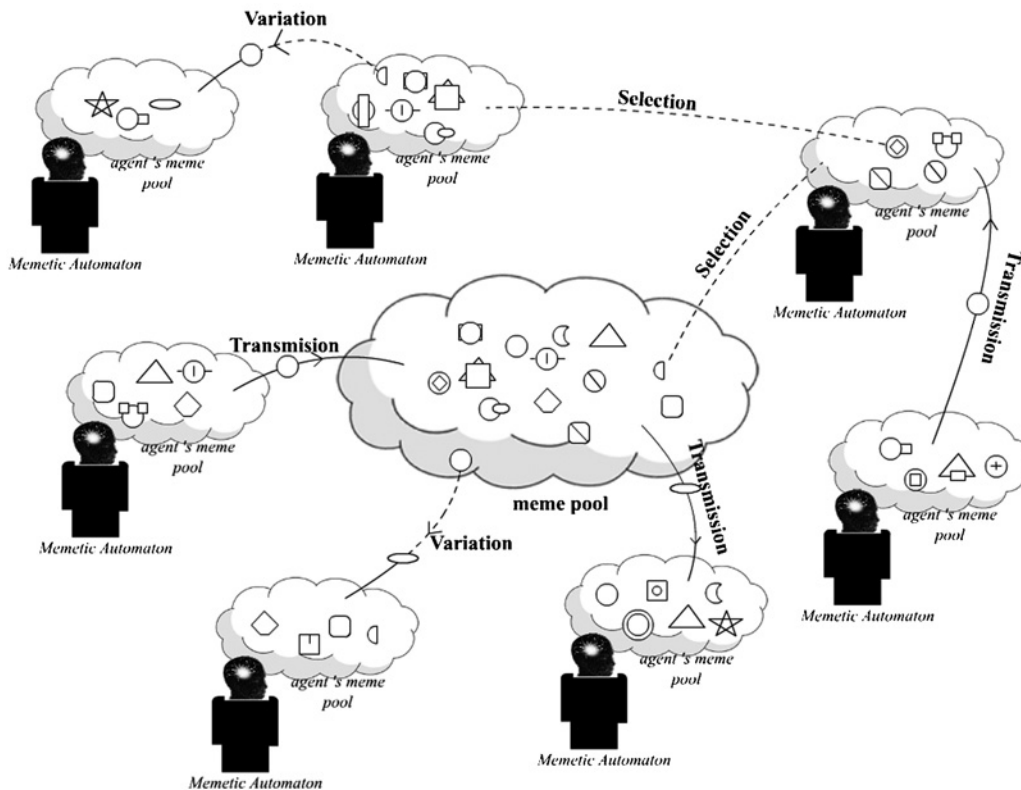 Variation
Selection
agent 's meme
pool
Memetic Automaton
agent 's meme
pool
Memetic Automaton
agent 's meme
pool
Memetic Automaton
Selection
Transmission
Transmision
agent 's meme
pool
Memetic Automaton
meme pool
Transmission
Variation
agent 's meme
pool
Memetic Automaton
agent 's meme
pool
Memetic Automaton
agent 's meme
pool
Memetic Automaton